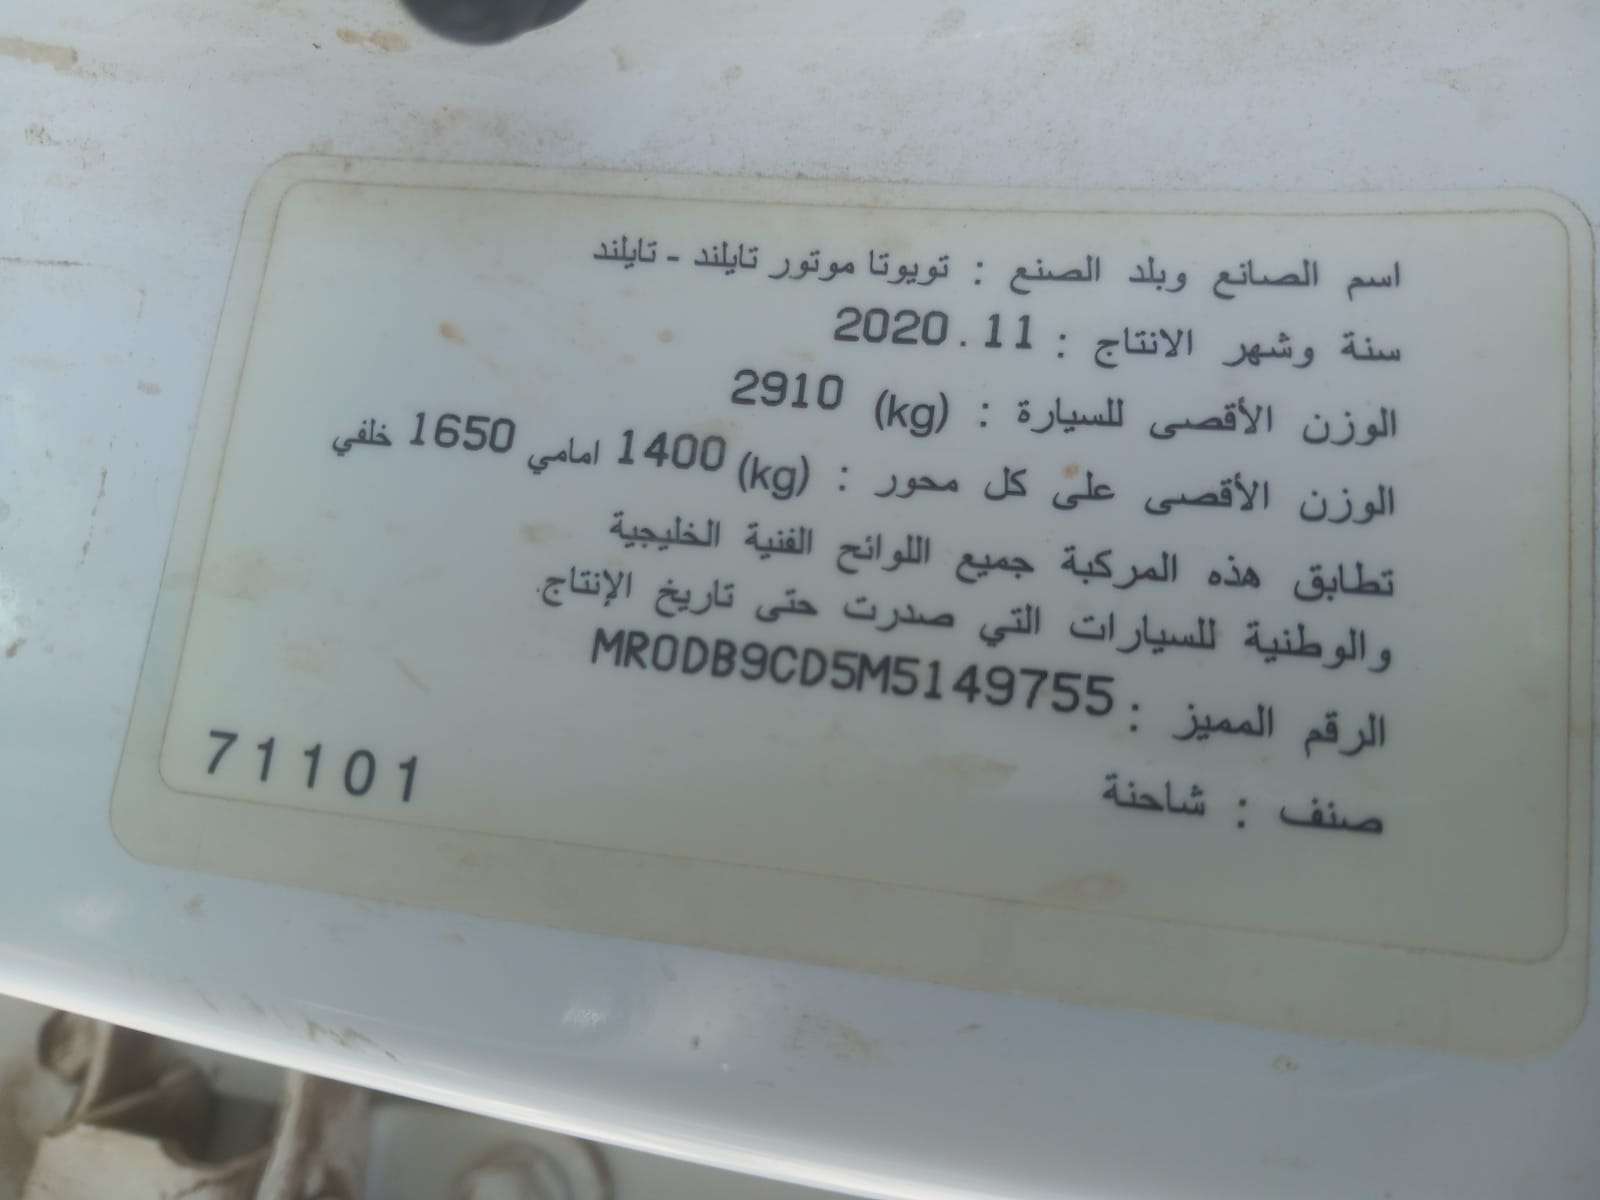 اسم الصانع وبلد الصنع : تويوتا موتور تايلند - تايلند
سنة وشهر الانتاج : 2020.11
الوزن الأقصى للسيارة : (kg) 2910
الوزن الأقصى على كل محور : (kg) 1400 امامي 1650 خلفي
تطابق هذه المركبة جميع اللوائح الفنية الخليجية
والوطنية للسيارات التي صدرت حتى تاريخ الإنتاج.
الرقم المميز : MR0DB9CD5M5149755
صنف : شاحنة
71101